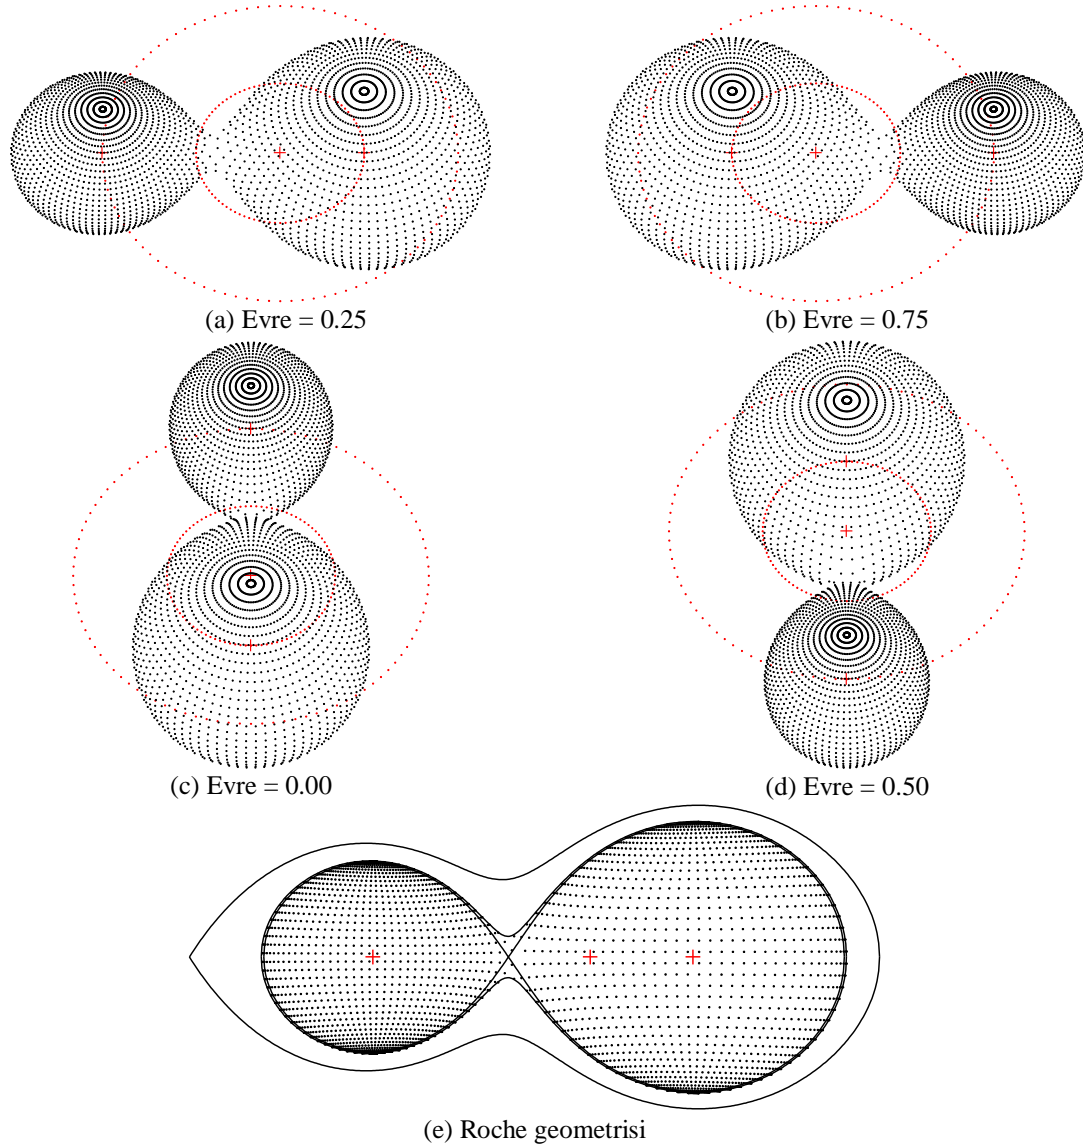 (a) Evre = 0.25
(b) Evre = 0.75
(c) Evre = 0.00
(d) Evre = 0.50
(e) Roche geometrisi